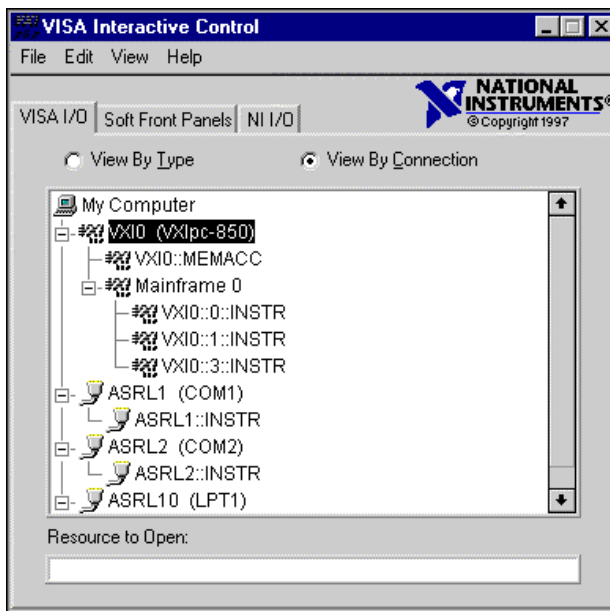 VISA Interactive Control
File Edit View Help
NATIONAL
INSTRUMENTS®
© Copyright 1997
VISA I/O Soft Front Panels NI I/O
View By Type View By Connection
My Computer
VXI0 (VXIpc-850)
VXI0::MEMACC
Mainframe 0
VXI0::0::INSTR
VXI0::1::INSTR
VXI0::3::INSTR
ASRL1 (COM1)
ASRL1::INSTR
ASRL2 (COM2)
ASRL2::INSTR
ASRL10 (LPT1)
Resource to Open: